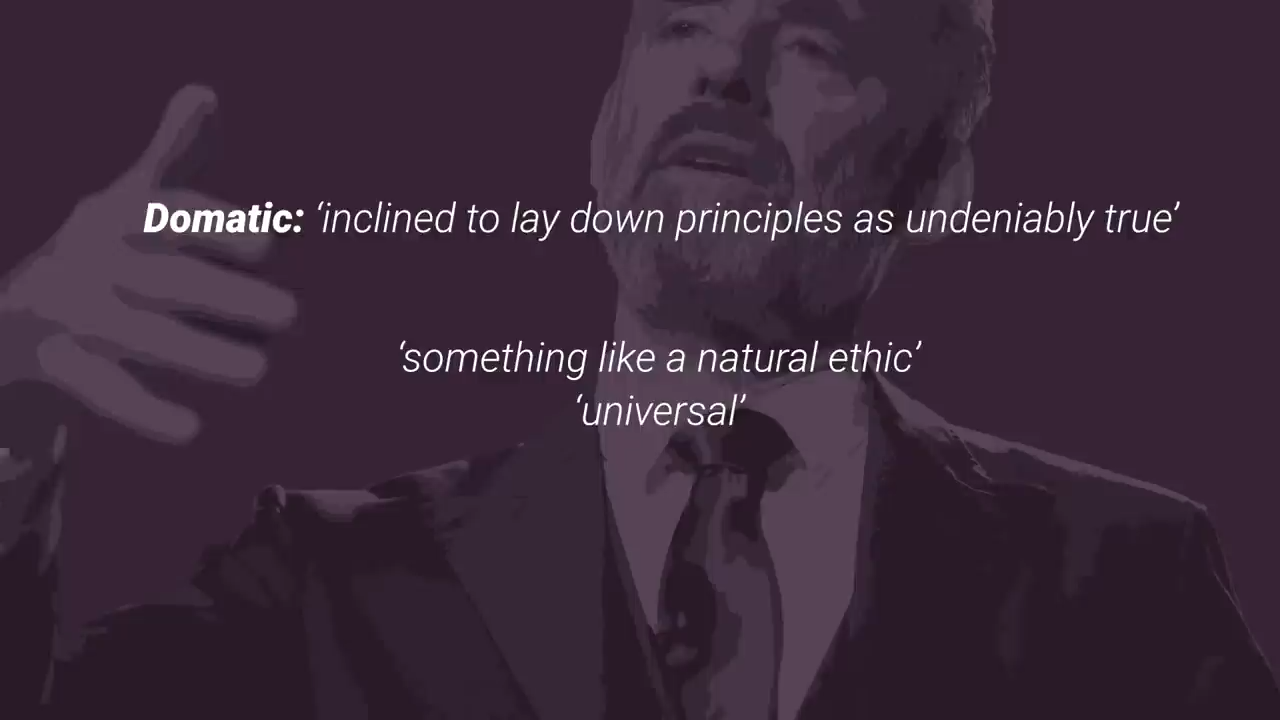 Domatic: ‘inclined to lay down principles as undeniably true’
‘something like a natural ethic’
‘universal’